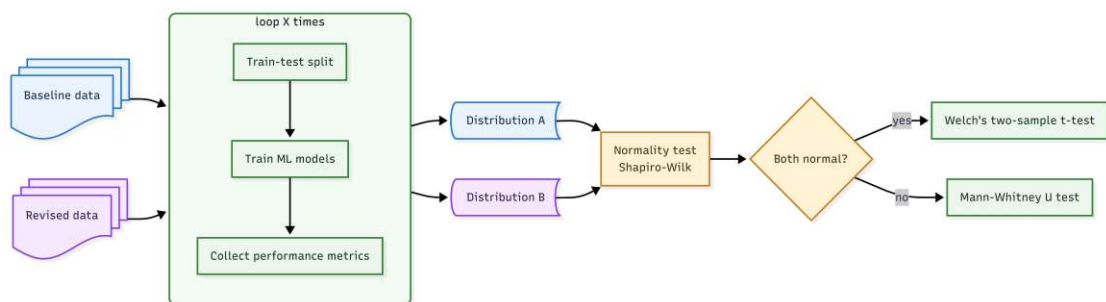 loop X times
Train-test split
Baseline data
Train ML models
Revised data
Collect performance metrics
Distribution A
Distribution B
Normality test
Shapiro-Wilk
Both normal?
yes
Welch's two-sample t-test
no
Mann-Whitney U test